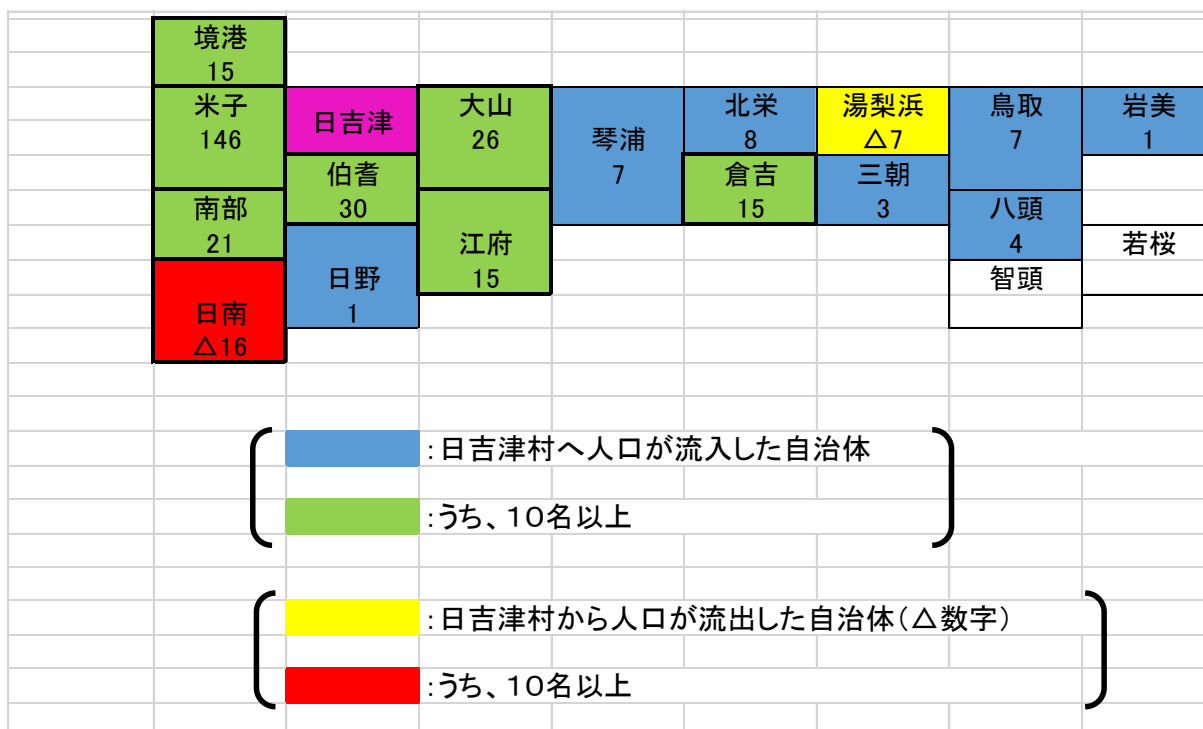 境港
15
米子
146
日吉津
大山
26
琴浦
7
北栄
8
湯梨浜
△7
鳥取
7
岩美
1
伯耆
30
倉吉
15
三朝
3
南部
21
江府
15
八頭
4
若桜
日南
△16
日野
1
智頭
:日吉津村へ人口が流入した自治体
:うち、10名以上
:日吉津村から人口が流出した自治体(△数字)
:うち、10名以上